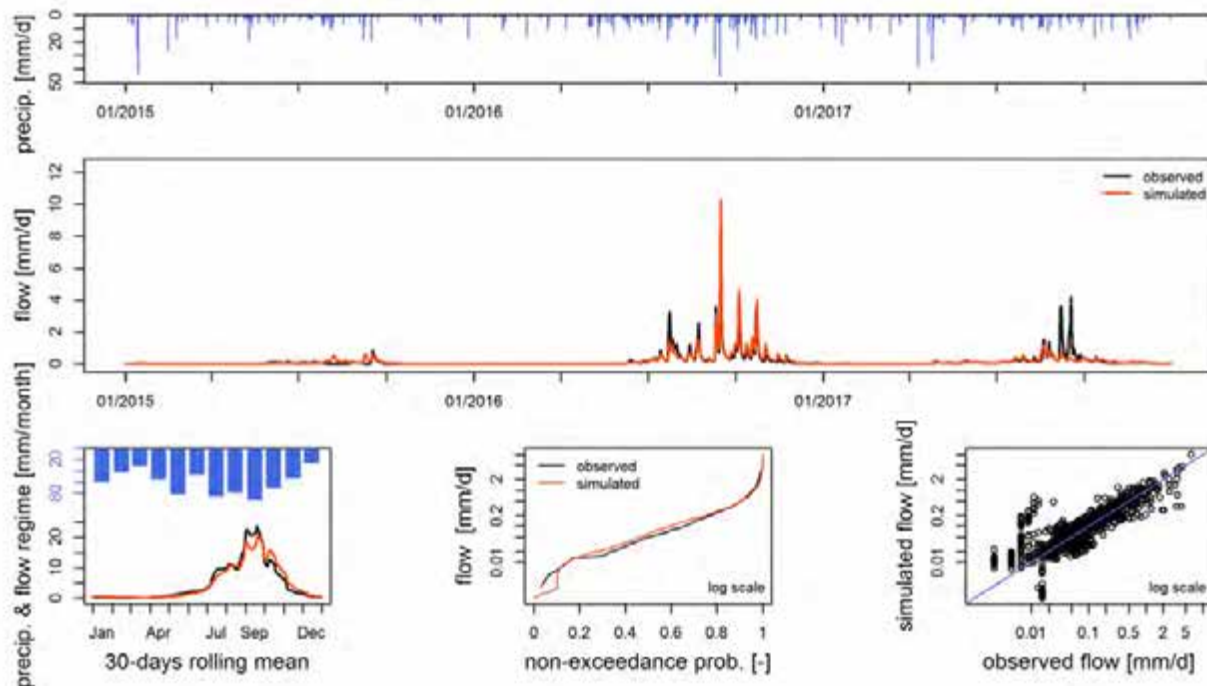 precip. [mm/d]
0
20
50
01/2015
01/2016
01/2017
flow [mm/d]
12
10
8
6
4
2
0
observed
simulated
01/2015
01/2016
01/2017
precip. & flow regime [mm/month]
20
80
20
10
0
Jan Apr Jul Sep Dec
30-days rolling mean
flow [mm/d]
2
0.2
0.01
observed
simulated
log scale
0 0.2 0.4 0.6 0.8 1
non-exceedance prob. [-]
simulated flow [mm/d]
2
0.2
0.01
log scale
0.01 0.1 0.5 2 5
observed flow [mm/d]